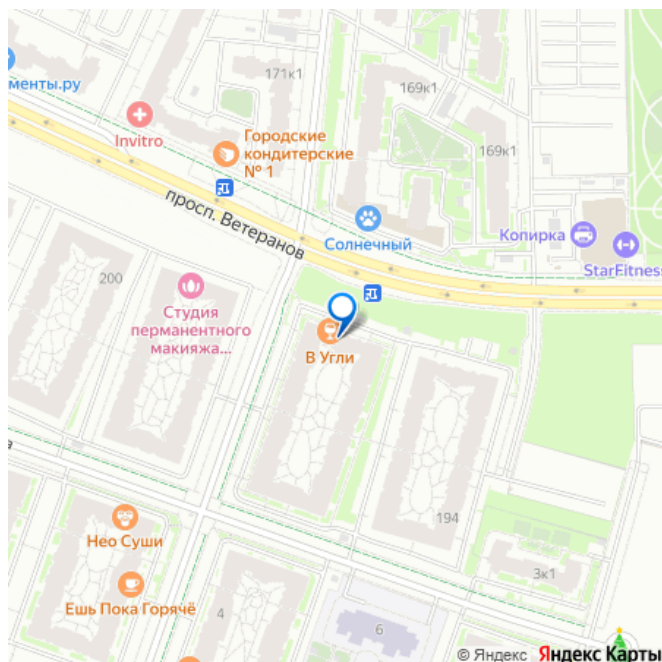 171к1
169к1
менты.ру
Invitro
Городские
кондитерские
№ 1
169к1
просп. Ветеранов
Солнечный
Копирка
StarFitness
200
Студия
перманентного
макияжа...
В Угли
а
194
Нео Суши
3к1
Ешь Пока Горячё
4
6
© Яндекс Яндекс Карты